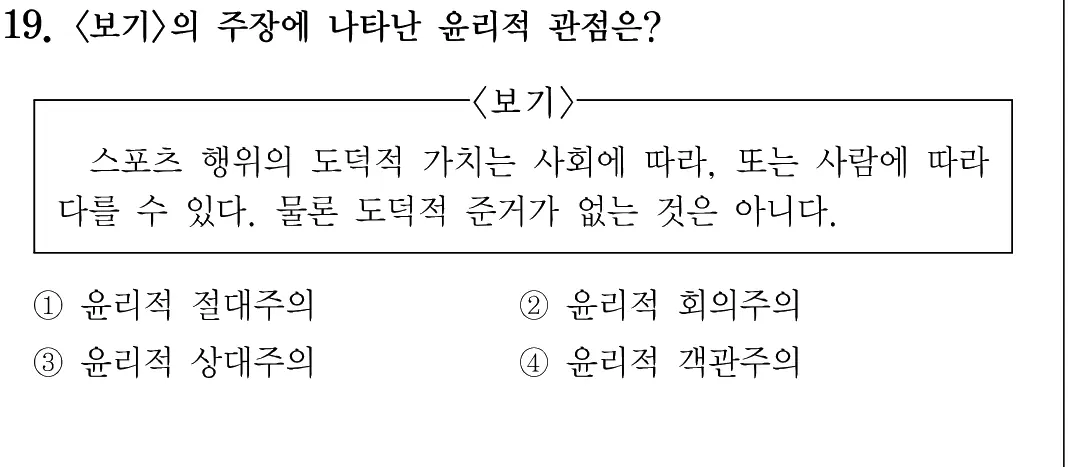 19. 〈보기〉의 주장에 나타난 윤리적 관점은?
〈보기〉
스포츠 행위의 도덕적 가치는 사회에 따라, 또는 사람에 따라
다를 수 있다. 물론 도덕적 준거가 없는 것은 아니다.
① 윤리적 절대주의 ② 윤리적 회의주의
③ 윤리적 상대주의 ④ 윤리적 객관주의